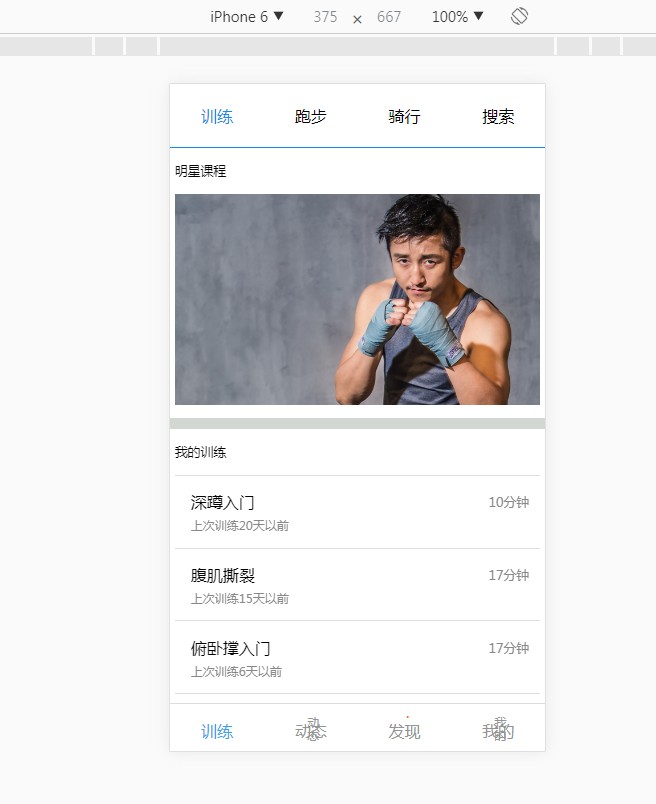 iPhone 6 ▼ 375 × 667 100% ▼
训练 跑步 骑行 搜索
明星课程
我的训练
深蹲入门 10分钟
上次训练20天以前
腹肌撕裂 17分钟
上次训练15天以前
俯卧撑入门 17分钟
上次训练6天以前
训练 动态 动态 发现 我的 我的